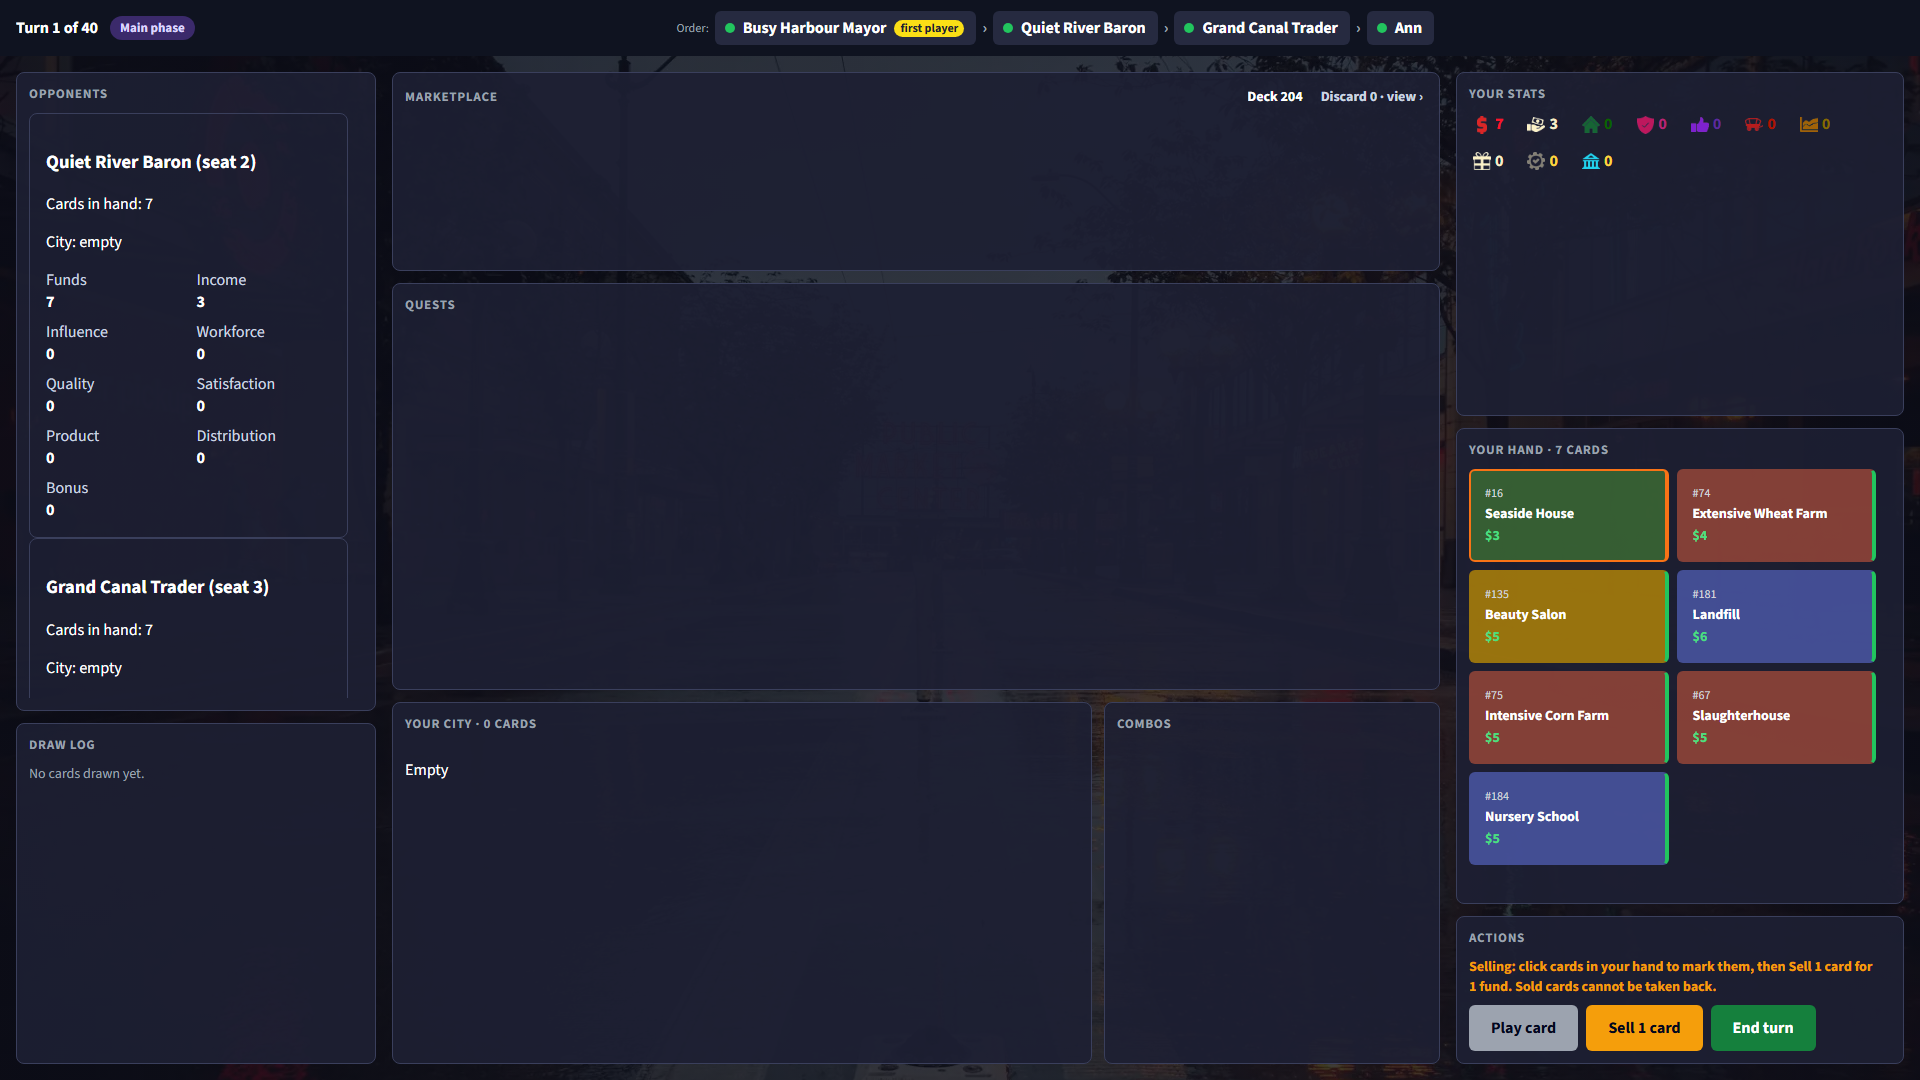 Turn 1 of 40
Main phase
Order:
Busy Harbour Mayor
first player
›
Quiet River Baron
›
Grand Canal Trader
›
Ann
OPPONENTS
Quiet River Baron (seat 2)
Cards in hand: 7
City: empty
Funds
7
Income
3
Influence
0
Workforce
0
Quality
0
Satisfaction
0
Product
0
Distribution
0
Bonus
0
Grand Canal Trader (seat 3)
Cards in hand: 7
City: empty
DRAW LOG
No cards drawn yet.
MARKETPLACE
Deck 204
Discard 0 · view ›
QUESTS
YOUR CITY · 0 CARDS
Empty
COMBOS
YOUR STATS
7
3
0
0
0
0
0
0
0
0
YOUR HAND · 7 CARDS
#16
Seaside House
$3
#74
Extensive Wheat Farm
$4
#135
Beauty Salon
$5
#181
Landfill
$6
#75
Intensive Corn Farm
$5
#67
Slaughterhouse
$5
#184
Nursery School
$5
ACTIONS
Selling: click cards in your hand to mark them, then Sell 1 card for
1 fund. Sold cards cannot be taken back.
Play card
Sell 1 card
End turn